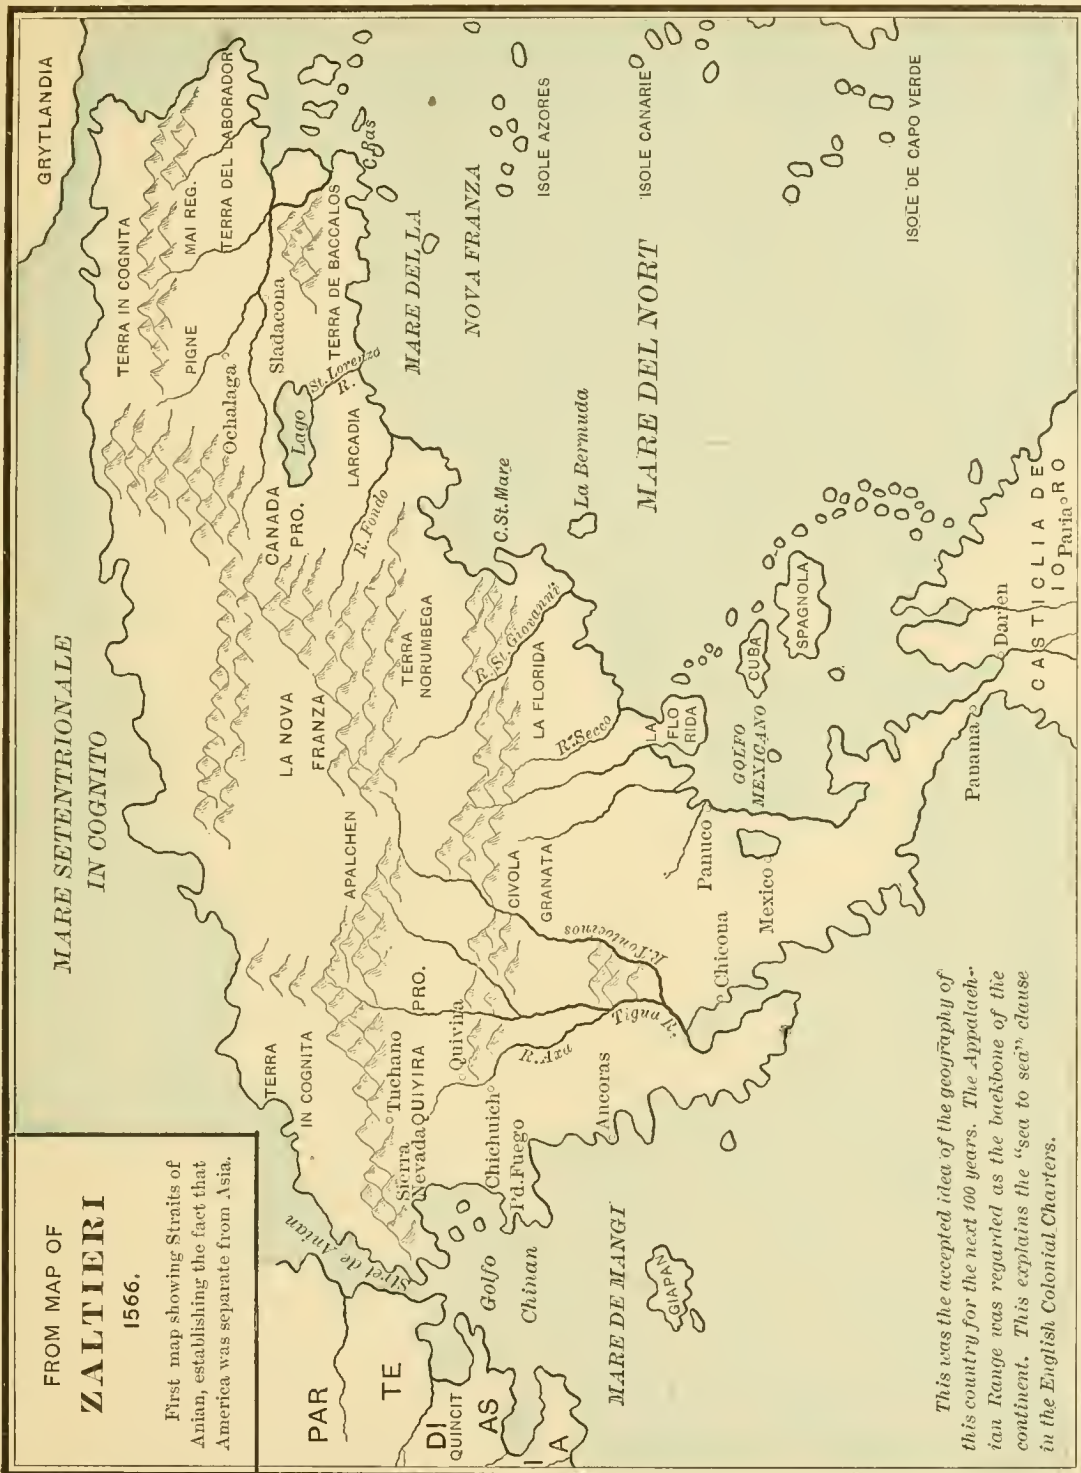 FROM MAP OF
ZALTIERI
1566.
First map showing Straits of
Anian, establishing the fact that
America was separate from Asia.
GRYTLANDIA
MARE SETENTRIONALE
IN COGNITO
TERRA IN COGNITA
MAI REG.
TERRA DEL LABORADOR
PIGNE
Ochalaga
Sladacona
TERRA DE BACCALOS
C.Ras
Lago
St. Lorenzo
R.
LARCADIA
CANADA
PRO.
R. Fondo
MARE DEL LA
NOVA FRANZA
ISOLE AZORES
ISOLE CANARIE
ISOLE DE CAPO VERDE
MARE DEL NORT
C.St.Mare
La Bermuda
LA NOVA
FRANZA
TERRA
NORUMBEGA
R. St. Giovanni
LA FLORIDA
R. Secco
LA
FLO
RIDA
CUBA
SPAGNOLA
GOLFO
MEXICANO
APALCHEN
CIVOLA
GRANATA
R. Tontoernos
Panuco
Mexico
Chicona
Panama
Darien
CASTICLIA DE
IO RO
Paria
TERRA
IN COGNITA
Tuchano
Sierra
Nevada
QUIYIRA
PRO.
Quivira
R. Axa
Tigua R.
Chichuich
P'd. Fuego
Ancoras
Stret de Anian
Golfo
Chinan
MARE DE MANGI
GIAPAN
PAR
TE
DI
QUINCIT
AS
I
A
This was the accepted idea of the geography of
this country for the next 100 years. The Appalach-
ian Range was regarded as the backbone of the
continent. This explains the "sea to sea" clause
in the English Colonial Charters.